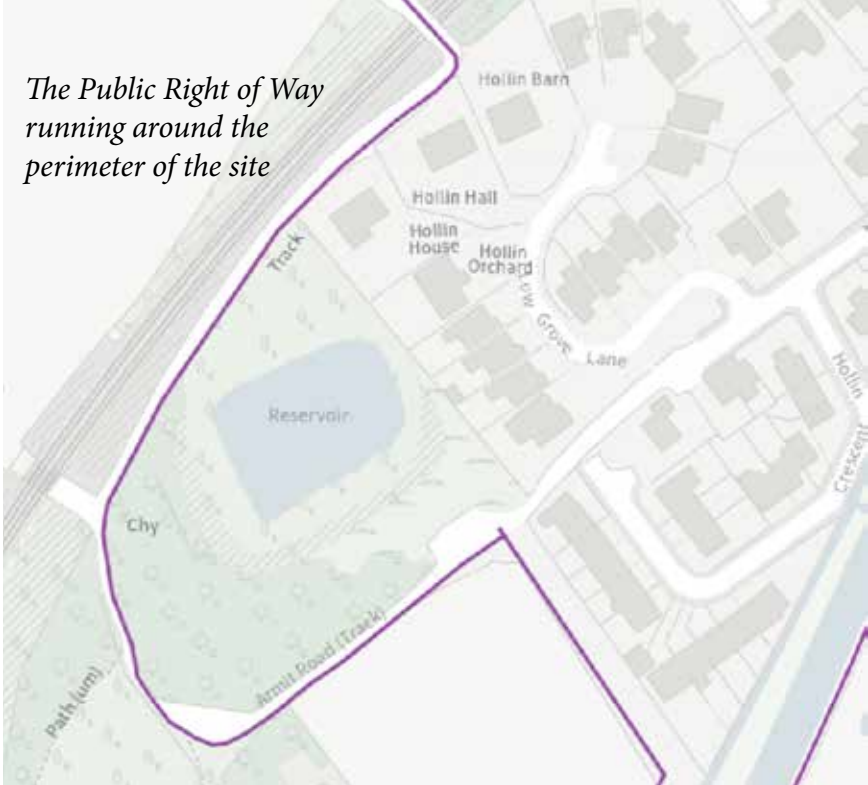 The Public Right of Way
running around the
perimeter of the site
Hollin Barn
Hollin Hall
Hollin
House
Hollin
Orchard
Track
Low Grove Lane
Reservoir
Hollin
Crescent
Chy
Armit Road (Track)
Path (um)